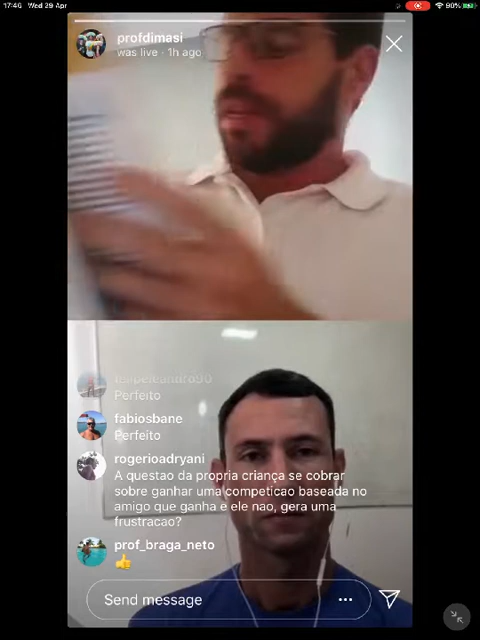 17:46 Wed 29 Apr
90%
profdimasi
was live · 1h ago
Perfeito
fabiosbane
Perfeito
rogerioadryani
A questao da propria criança se cobrar
sobre ganhar uma competicao baseada no
amigo que ganha e ele nao, gera uma
frustracao?
prof_braga_neto
Send message